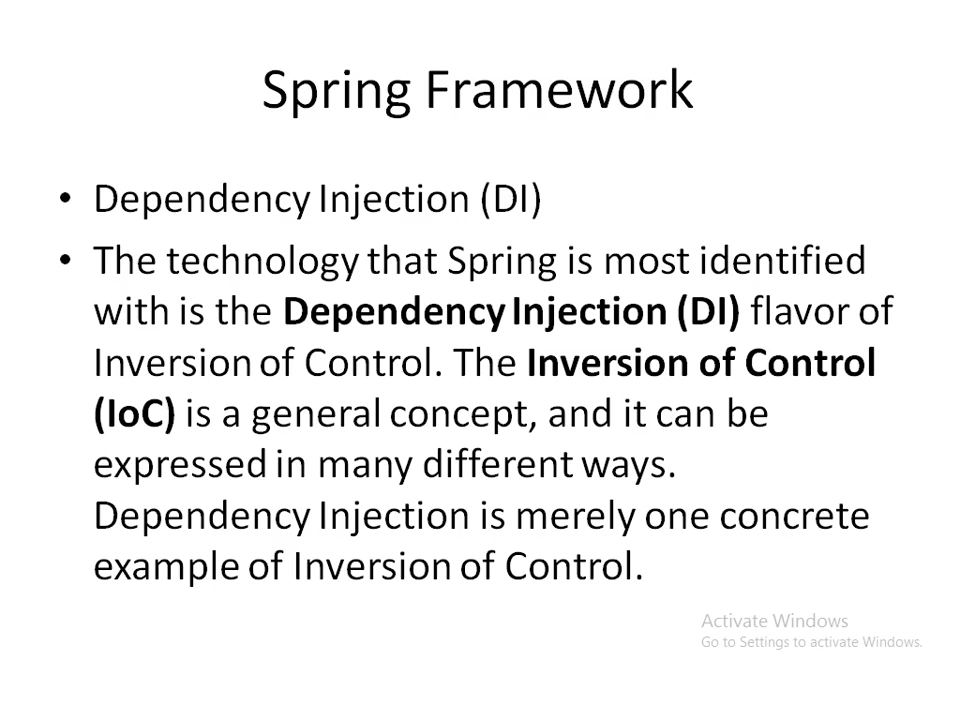 Spring Framework
• Dependency Injection (DI)
• The technology that Spring is most identified
with is the Dependency Injection (DI) flavor of
Inversion of Control. The Inversion of Control
(IoC) is a general concept, and it can be
expressed in many different ways.
Dependency Injection is merely one concrete
example of Inversion of Control.
Activate Windows
Go to Settings to activate Windows.